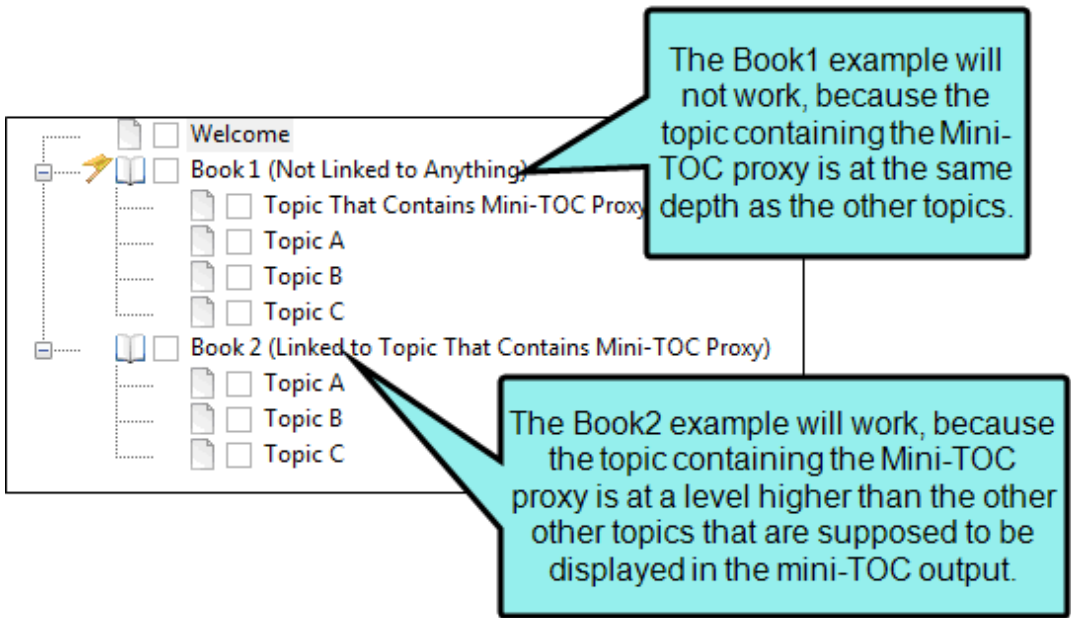 Welcome
Book 1 (Not Linked to Anything)
Topic That Contains Mini-TOC Proxy
Topic A
Topic B
Topic C
Book 2 (Linked to Topic That Contains Mini-TOC Proxy)
Topic A
Topic B
Topic C
The Book1 example will
not work, because the
topic containing the Mini-
TOC proxy is at the same
depth as the other topics.
The Book2 example will work, because
the topic containing the Mini-TOC
proxy is at a level higher than the other
other topics that are supposed to be
displayed in the mini-TOC output.